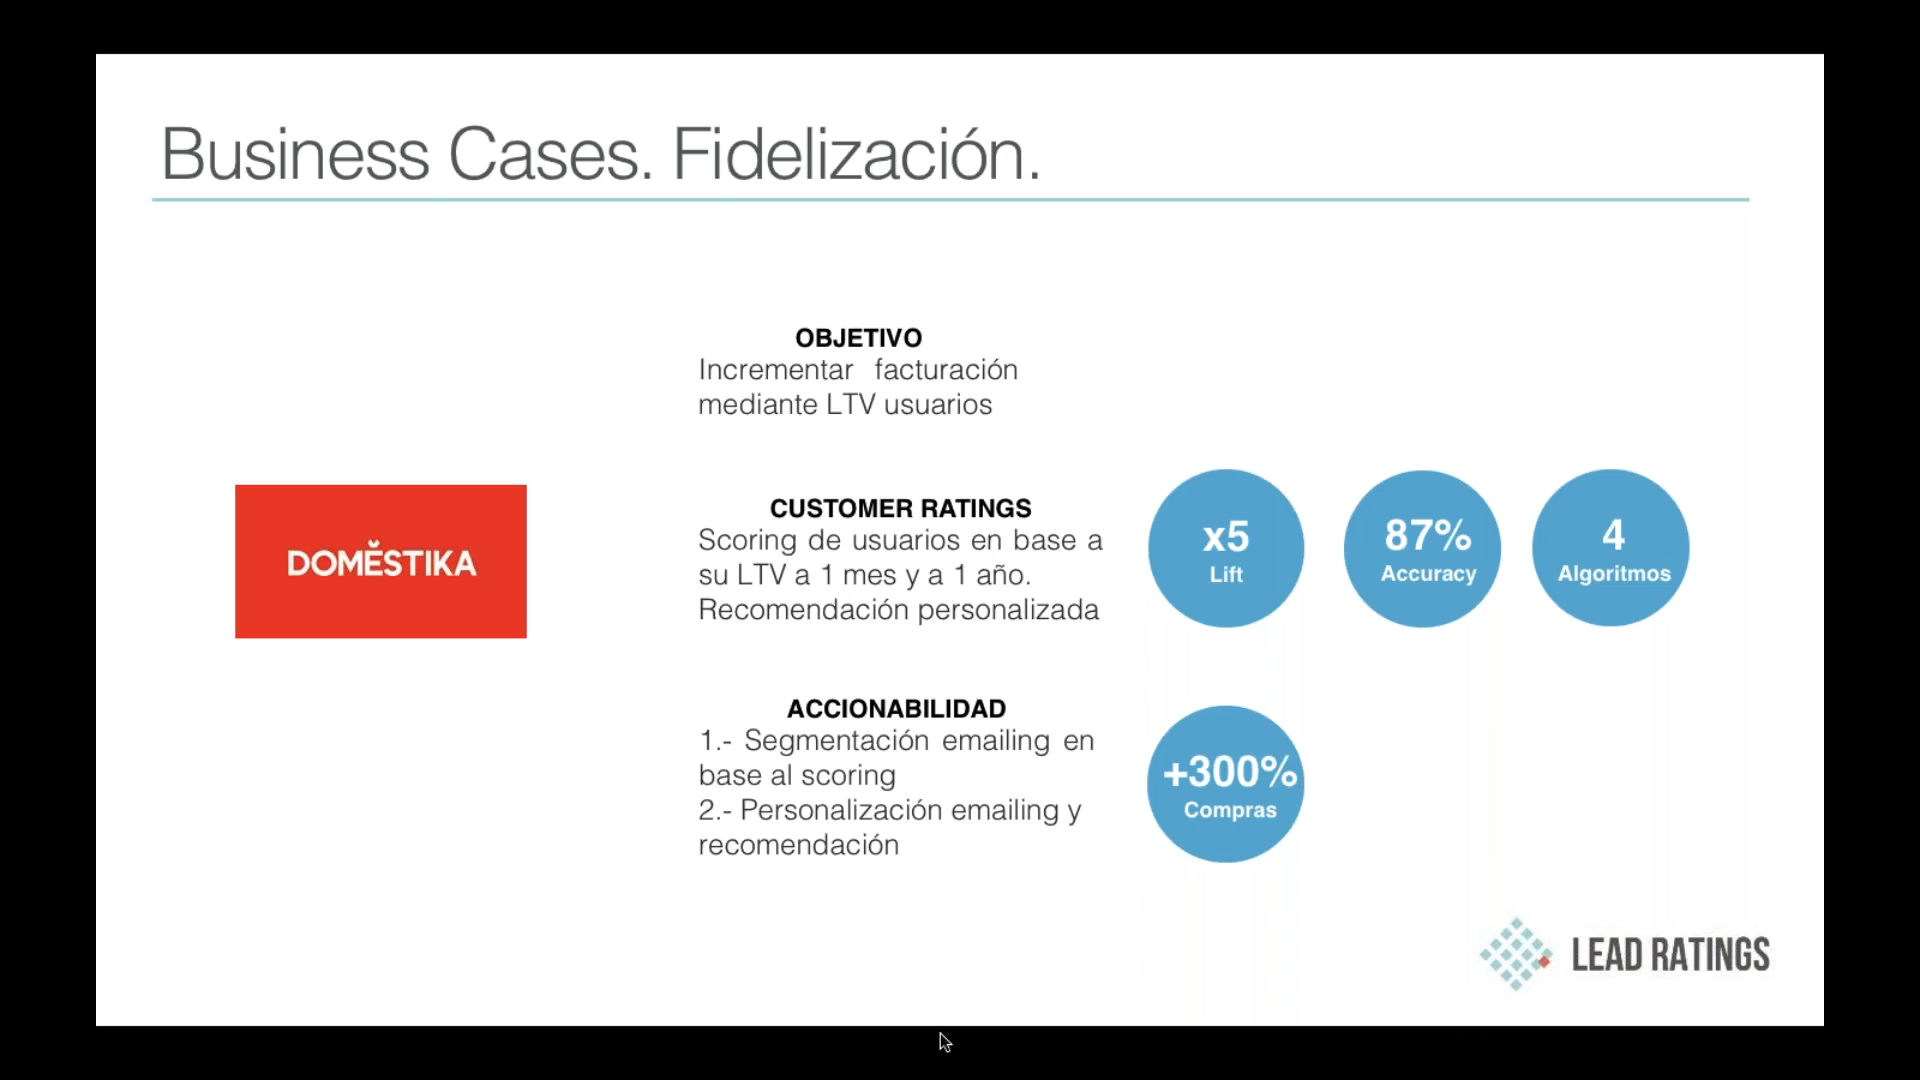 Business Cases. Fidelización.
OBJETIVO
Incrementar facturación
mediante LTV usuarios
DOMĚSTIKA
CUSTOMER RATINGS
Scoring de usuarios en base a
su LTV a 1 mes y a 1 año.
Recomendación personalizada
x5
Lift
87%
Accuracy
4
Algoritmos
ACCIONABILIDAD
1.- Segmentación emailing en
base al scoring
2.- Personalización emailing y
recomendación
+300%
Compras
LEAD RATINGS